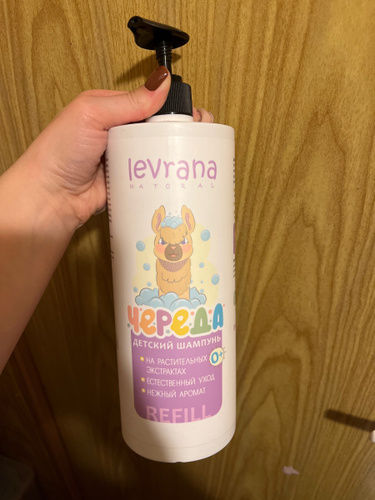 levrana
NATURAL
ЧЕРЕДА
ДЕТСКИЙ ШАМПУНЬ
0+
• НА РАСТИТЕЛЬНЫХ
ЭКСТРАКТАХ
• ЕСТЕСТВЕННЫЙ УХОД
• НЕЖНЫЙ АРОМАТ
REFILL